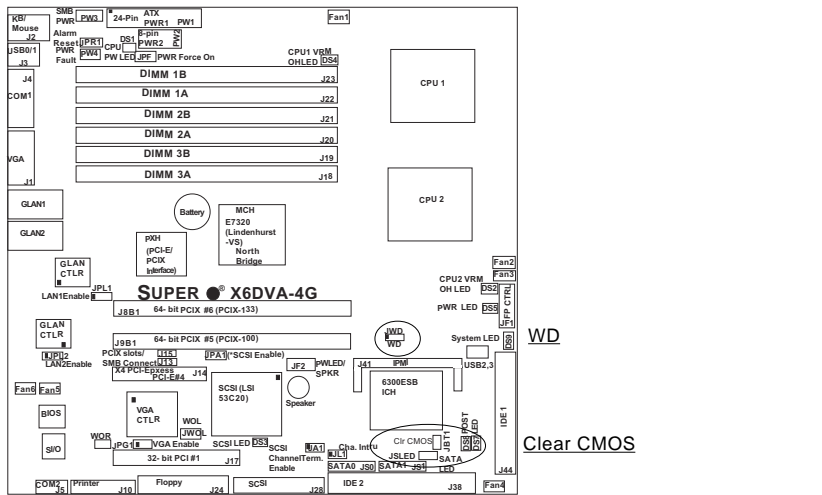 KB/
Mouse
J2
SMB
PWR
PW3
24-Pin
ATX
PWR1
PW1
Fan1
Alarm
Reset
JPR1
DS1
8-pin
PWR2
PW2
USB0/1
J3
PWR
Fault
PW4
CPU
PW LED
JPF
PWR Force On
CPU1 VRM
OHLED
DS4
DIMM 1B
J23
J4
COM1
DIMM 1A
J22
DIMM 2B
J21
DIMM 2A
J20
VGA
J1
DIMM 3B
J19
DIMM 3A
J18
CPU 1
CPU 2
GLAN1
GLAN2
Battery
MCH
E7320
(Lindenhurst
-VS)
North
Bridge
PXH
(PCI-E/
PCIX
Interface)
GLAN
CTLR
JPL1
LAN1Enable
SUPER ® X6DVA-4G
Fan2
Fan3
CPU2 VRM
OH LED
DS2
FP CTRL
JF1
PWR LED
DS5
J8B1
64- bit PCIX #6 (PCIX-133)
GLAN
CTLR
JPL2
LAN2Enable
J9B1
64- bit PCIX #5 (PCIX-100)
JWD
WD
WD
System LED
DS9
PCIX slots/
SMB Connect
J15
J13
JPA1
(*SCSI Enable)
X4 PCI-Epxess
PCI-E#4
J14
JF2
PWLED/
SPKR
J41
IPMI
USB2,3
Fan6
Fan5
SCSI (LSI
53C20)
Speaker
6300ESB
ICH
IDE 1
J44
BIOS
VGA
CTLR
WOL
JWOL
Clr CMOS
JBT1
POST
LED
Clear CMOS
SI/O
WOR
JPG1
VGA Enable
SCSI LED
DS3
SCSI
ChannelTerm.
Enable
JA1
Cha. Intru
JL1
JSLED
SATA
LED
32- bit PCI #1
J17
SATA0
JS0
SATA1
JS1
COM2
J5
Printer
J10
Floppy
J24
SCSI
J28
IDE 2
J38
Fan4